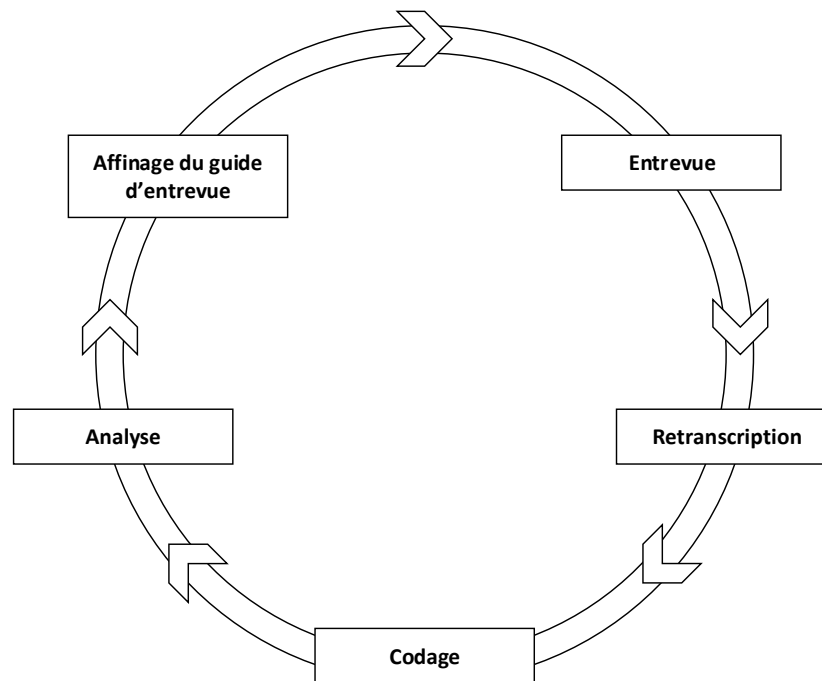 Affinage du guide
d'entrevue
Entrevue
Analyse
Retranscription
Codage